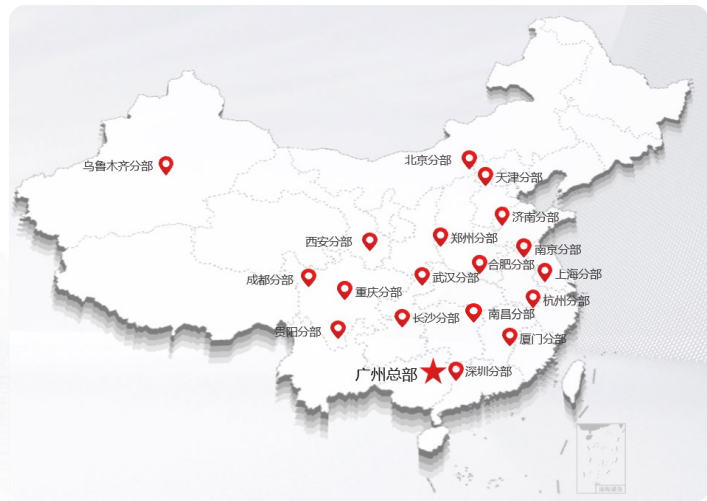 北京分部
乌鲁木齐分部
天津分部
济南分部
郑州分部
西安分部
南京分部
合肥分部
上海分部
武汉分部
成都分部
重庆分部
杭州分部
南昌分部
长沙分部
贵阳分部
厦门分部
广州总部
深圳分部